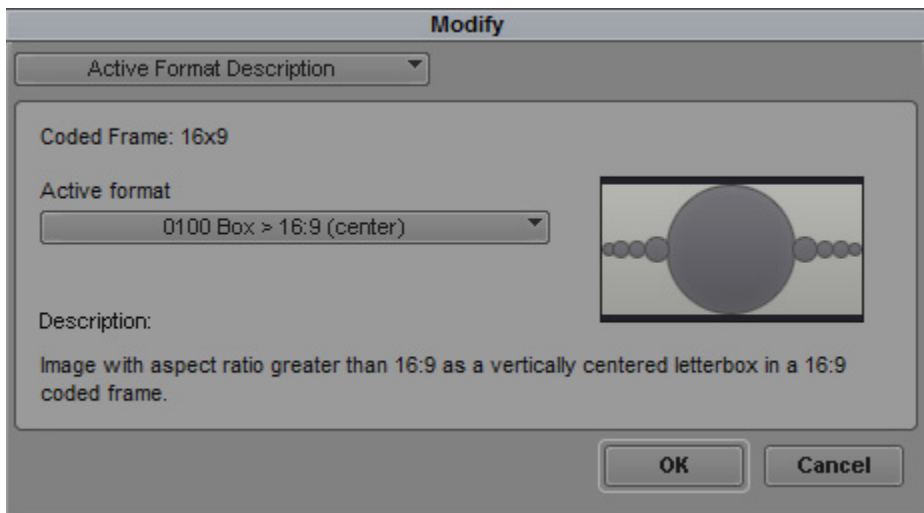 Modify
Active Format Description
Coded Frame: 16x9
Active format
0100 Box > 16:9 (center)
Description:
Image with aspect ratio greater than 16:9 as a vertically centered letterbox in a 16:9
coded frame.
OK
Cancel